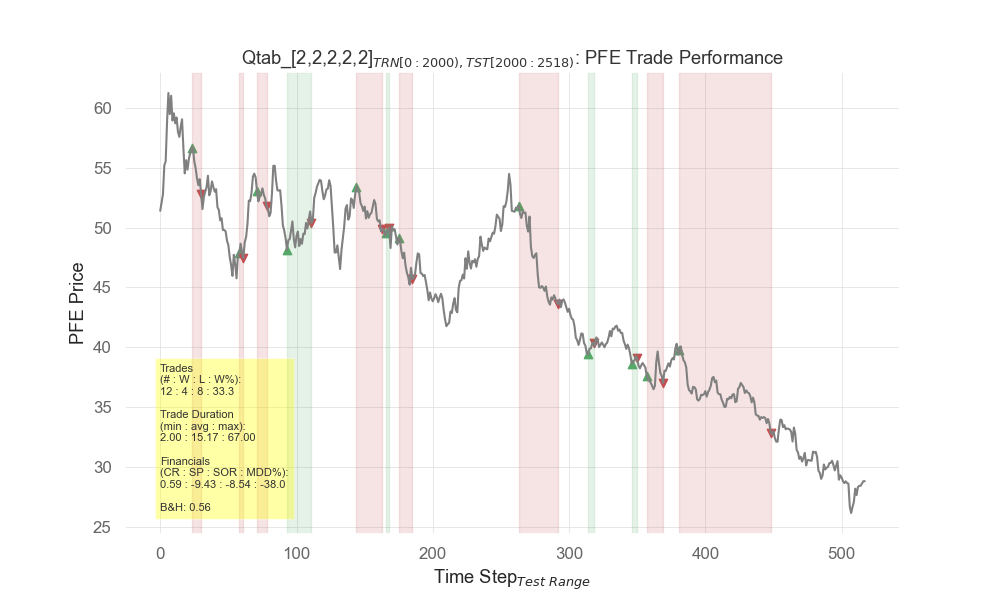 Qtab_[2,2,2,2,2]TRN[0 : 2000), TST[2000 : 2518): PFE Trade Performance
60
55
50
45
40
35
30
25
PFE Price
Trades
(# : W : L : W%):
12 : 4 : 8 : 33.3
Trade Duration
(min : avg : max):
2.00 : 15.17 : 67.00
Financials
(CR : SP : SOR : MDD%):
0.59 : -9.43 : -8.54 : -38.0
B&H: 0.56
0 100 200 300 400 500
Time StepTest Range